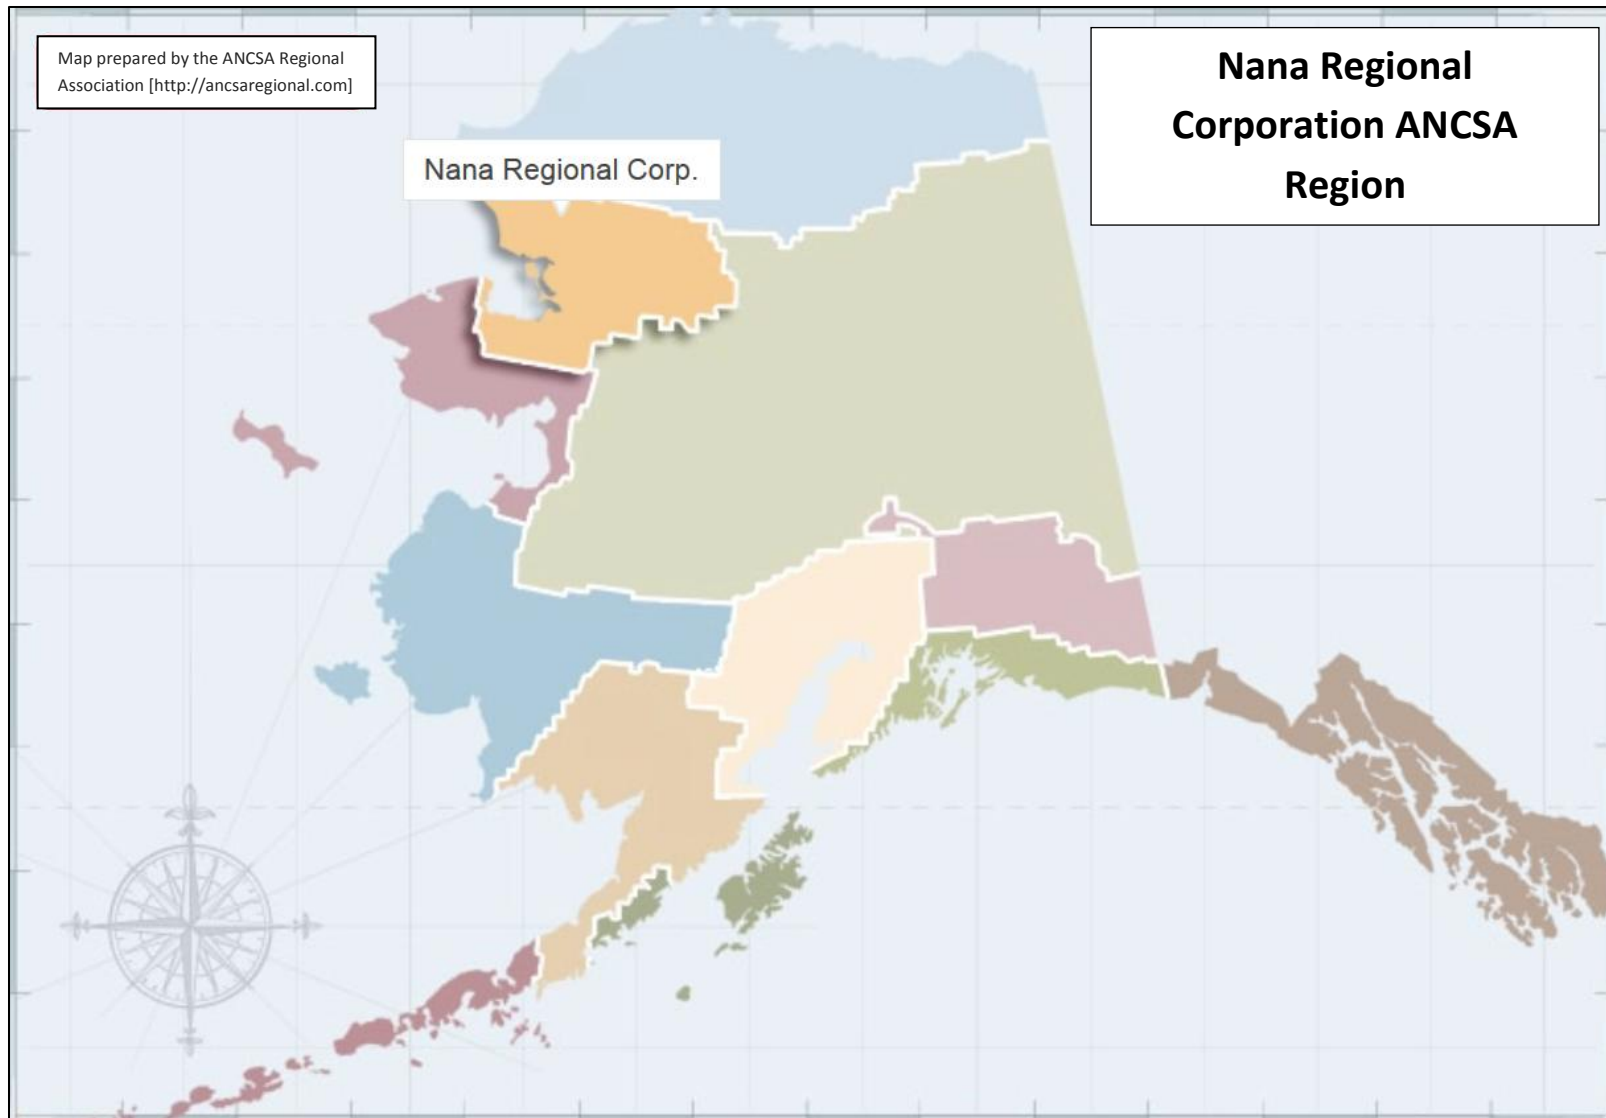 Map prepared by the ANCSA Regional
Association [http://ancsaregional.com]
Nana Regional
Corporation ANCSA
Region
Nana Regional Corp.